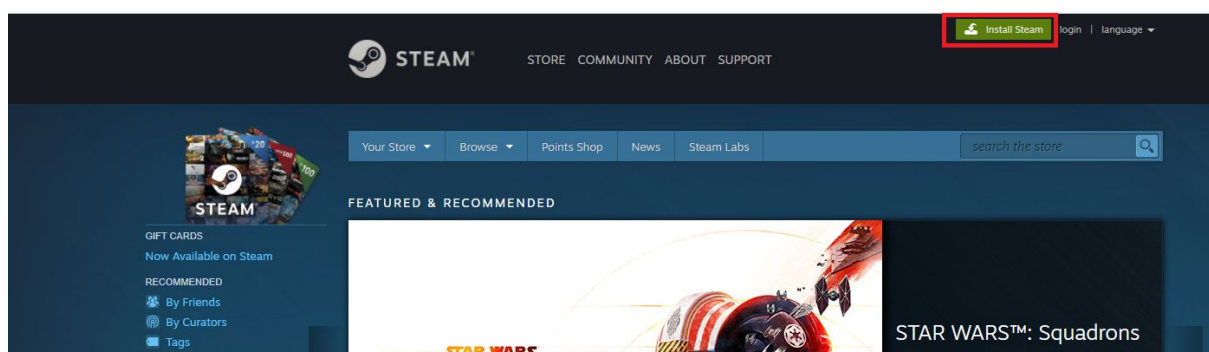 Install Steam login | language
STEAM® STORE COMMUNITY ABOUT SUPPORT
Your Store Browse Points Shop News Steam Labs search the store
STEAM
FEATURED & RECOMMENDED
GIFT CARDS
Now Available on Steam
RECOMMENDED
By Friends
By Curators
Tags
STAR WARS
STAR WARS™: Squadrons